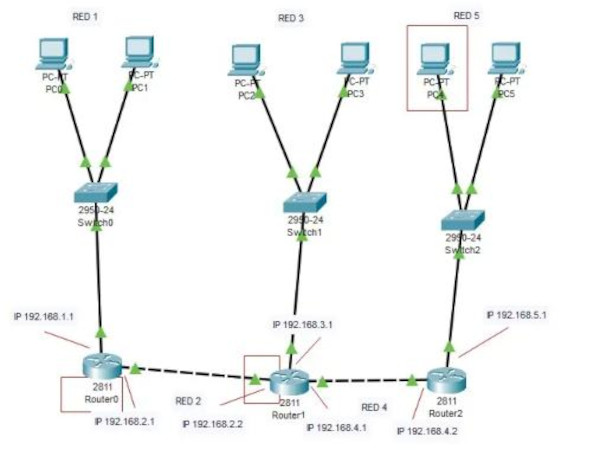 RED 1
RED 3
RED 5
PC-PT
PC0
PC-PT
PC1
PC-PT
PC2
PC-PT
PC3
PC-PT
PC4
PC-PT
PC5
2950-24
Switch0
2950-24
Switch1
2950-24
Switch2
IP 192.168.1.1
IP 192.168.3.1
IP 192.168.5.1
2811
Router0
2811
Router1
2811
Router2
RED 2
RED 4
IP 192.168.2.1
IP 192.168.2.2
IP 192.168.4.1
IP 192.168.4.2